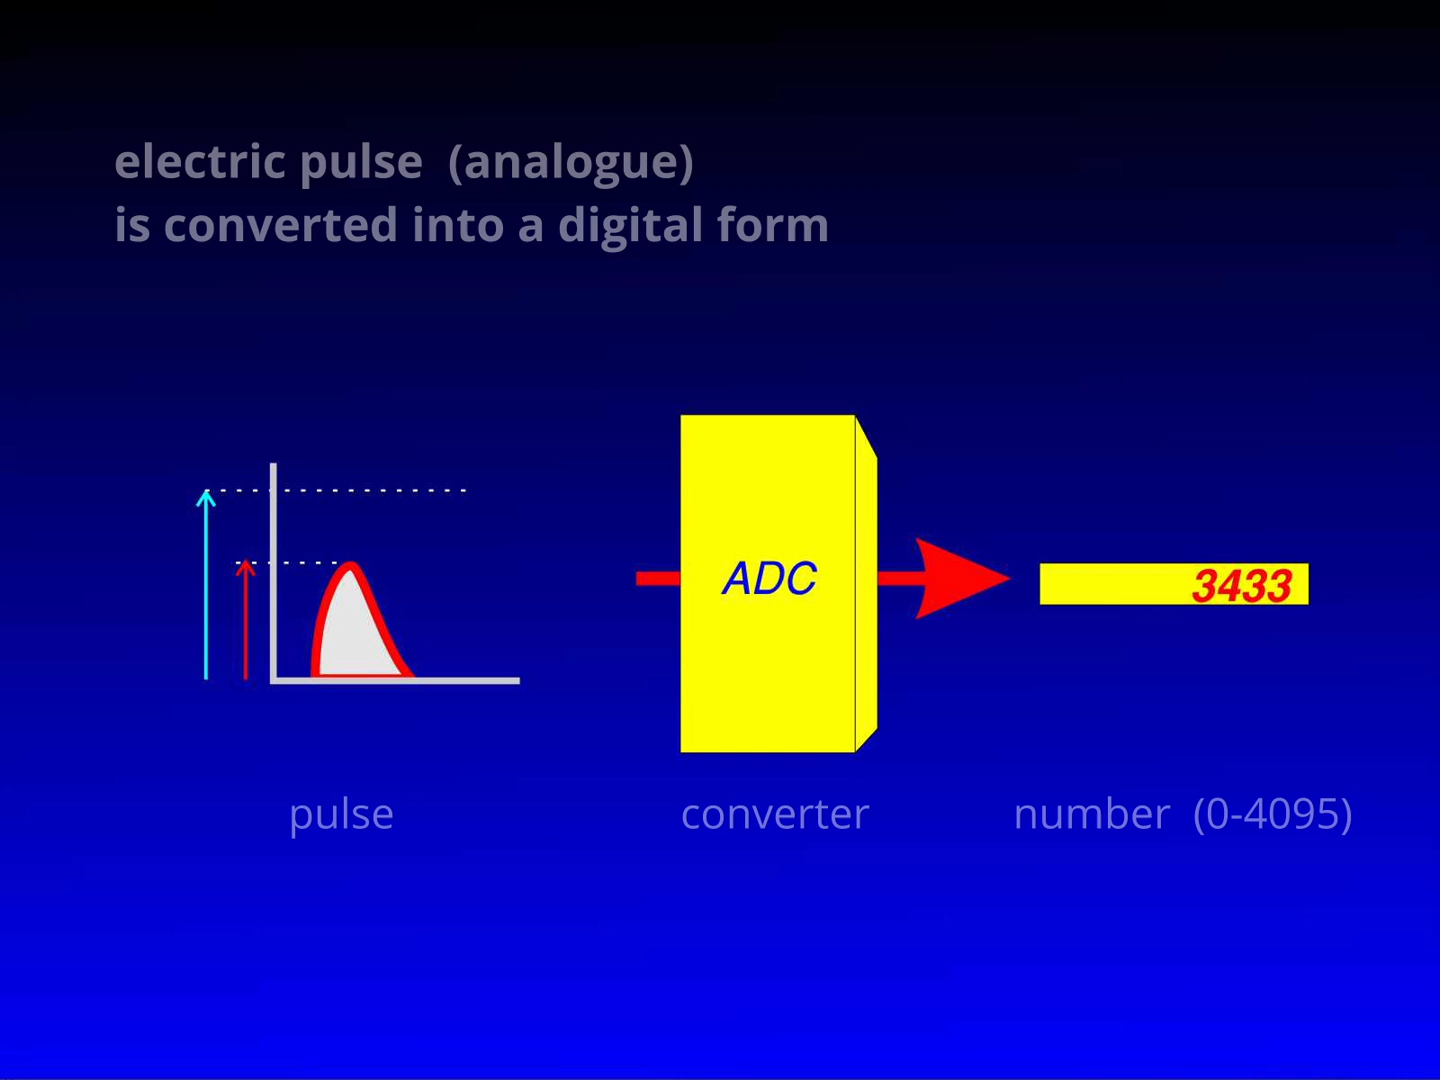 electric pulse (analogue)
is converted into a digital form
ADC
3433
pulse
converter
number (0-4095)